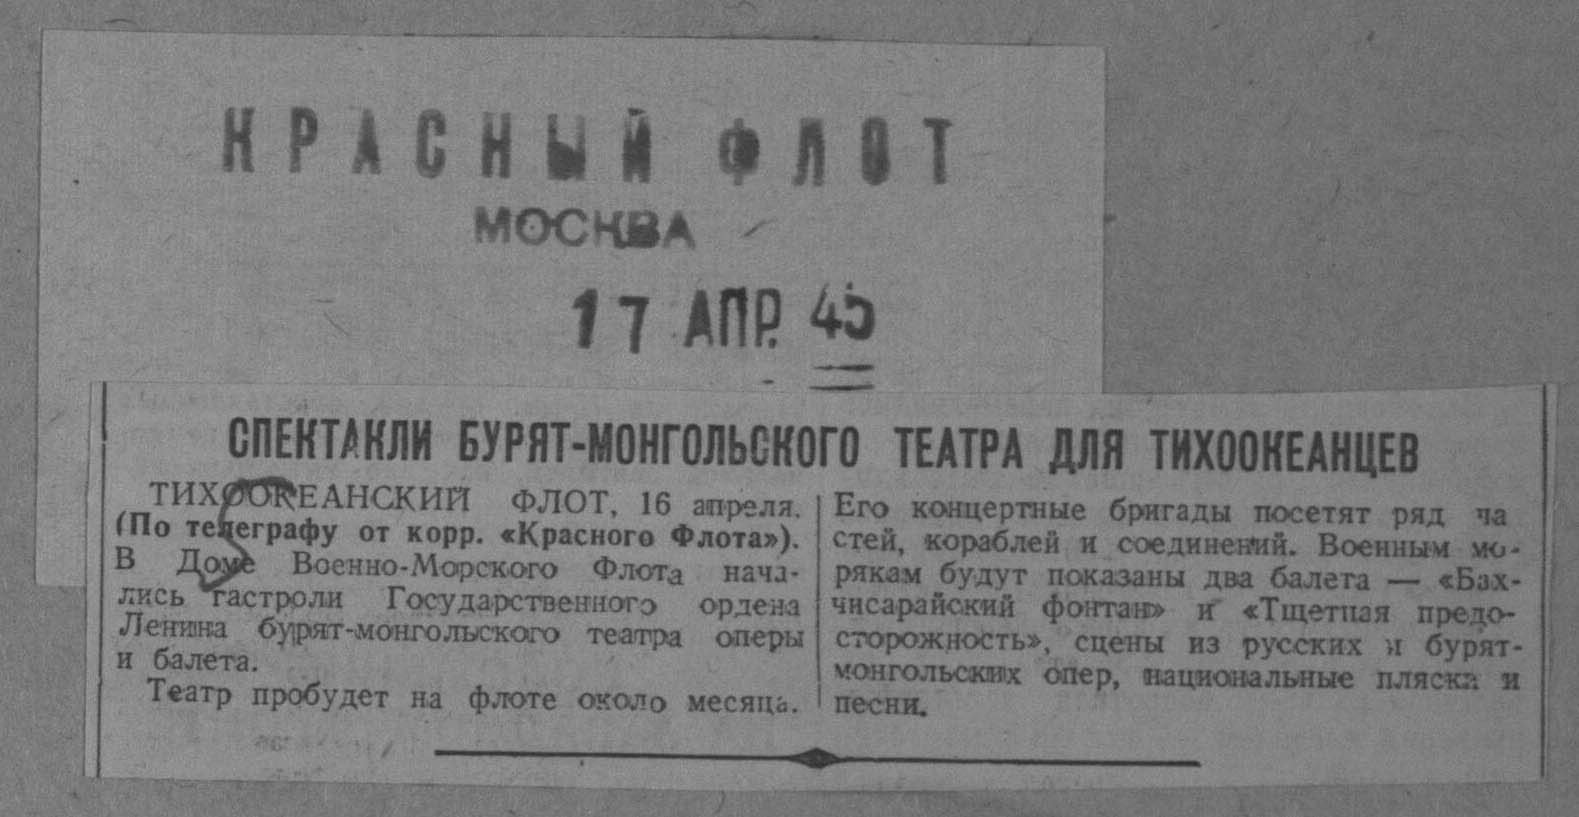 КРАСНЫЙ ФЛОТ
МОСКВА
17 АПР. 45
СПЕКТАКЛИ БУРЯТ-МОНГОЛЬСКОГО ТЕАТРА ДЛЯ ТИХООКЕАНЦЕВ
ТИХООКЕАНСКИЙ ФЛОТ, 16 апреля.
(По телеграфу от корр. «Красного Флота»).
В Доме Военно-Морского Флота нача-
лись гастроли Государственного ордена
Ленина бурят-монгольского театра оперы
и балета.
Театр пробудет на флоте около месяца.
Его концертные бригады посетят ряд ча
стей, кораблей и соединений. Военным мо-
рякам будут показаны два балета — «Бах-
чисарайский фонтан» и «Тщетная предо-
сторожность», сцены из русских и бурят-
монгольских опер, национальные пляски и
песни.